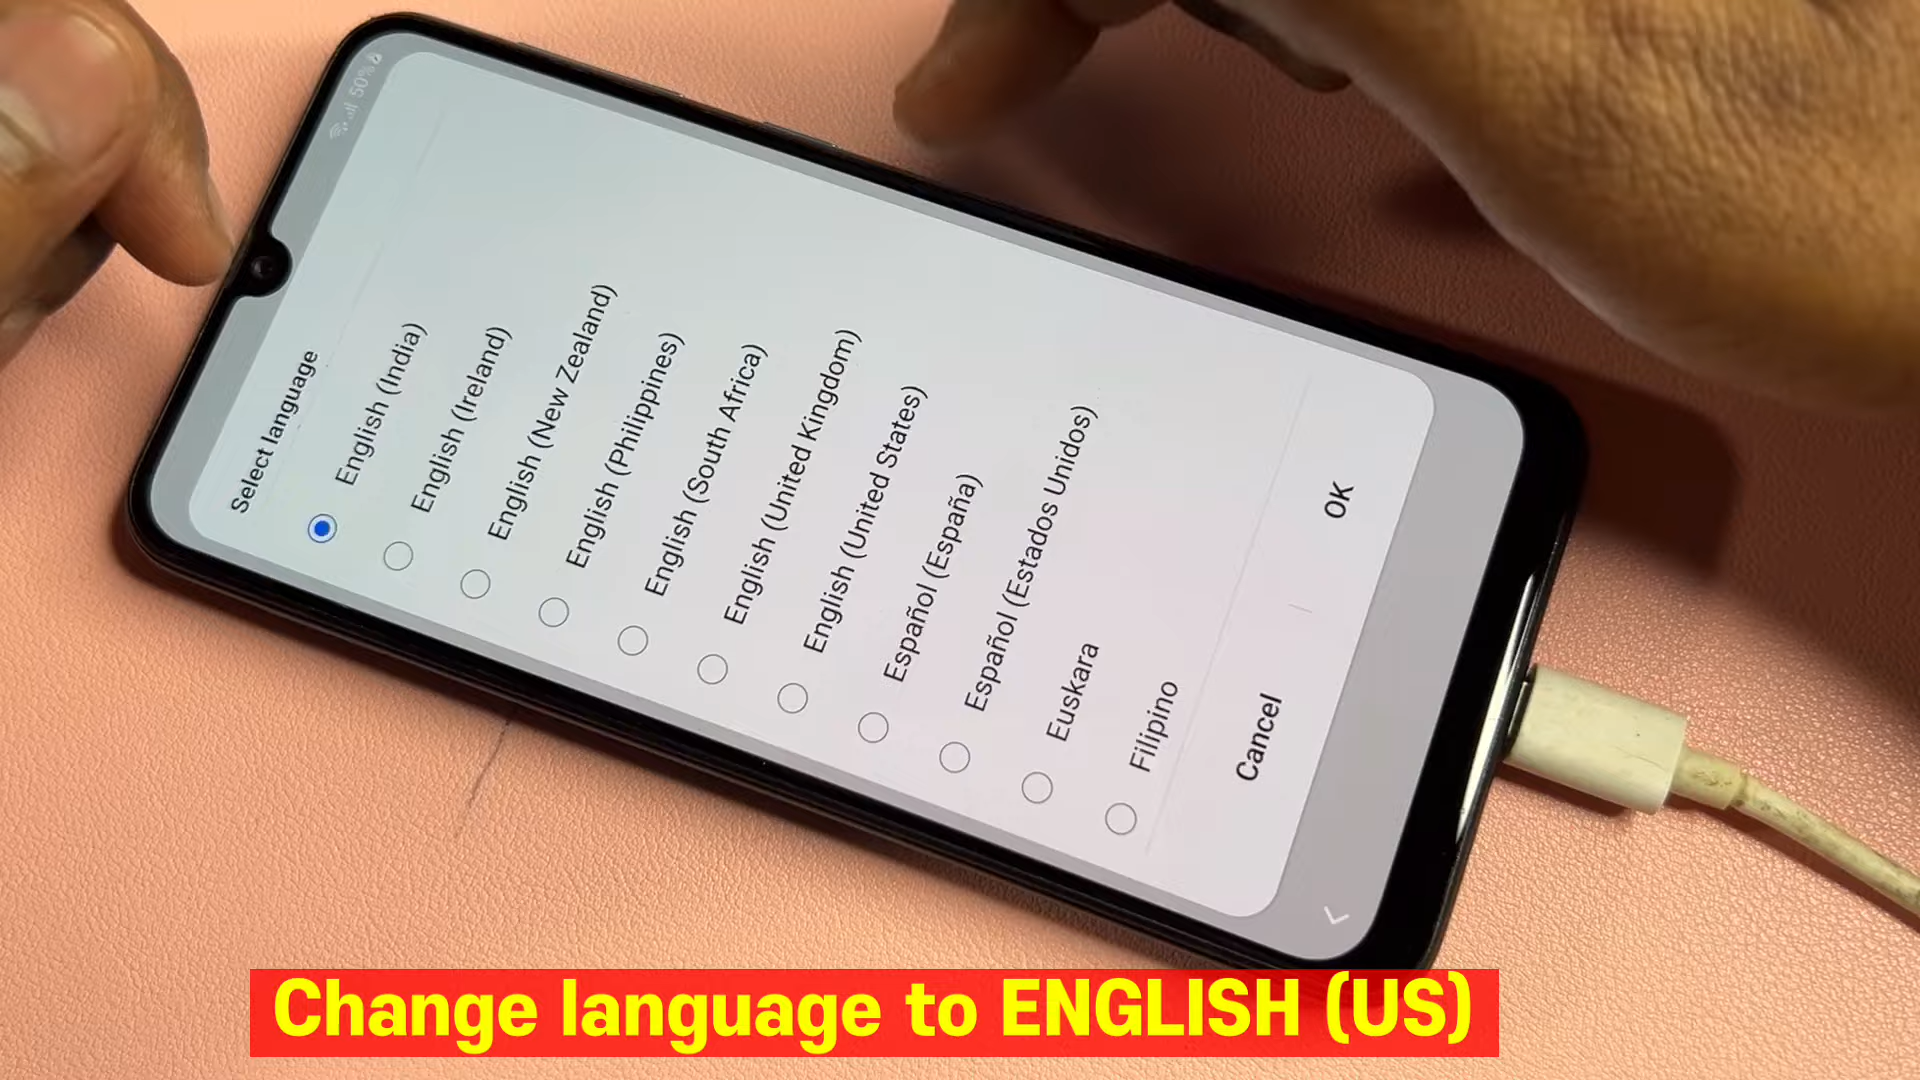 50%
Select language
English (India)
English (Ireland)
English (New Zealand)
English (Philippines)
English (South Africa)
English (United Kingdom)
English (United States)
Español (España)
Español (Estados Unidos)
Euskara
Filipino
Cancel
OK
Change language to ENGLISH (US)